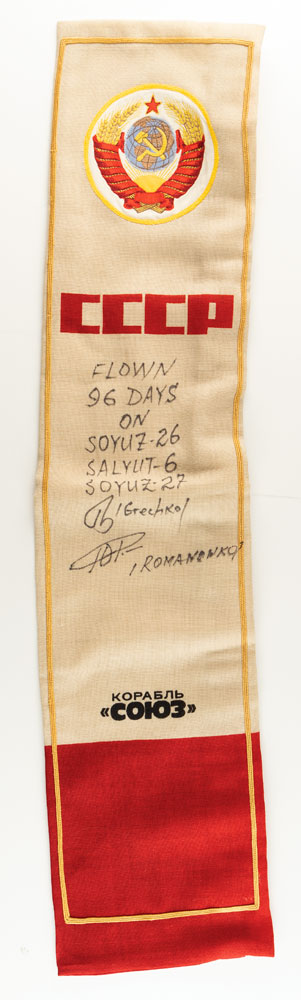 СССР
FLOWN
96 DAYS
ON
SOYUZ-26
SALYUT-6
SOYUZ-27
/Grechko/
/ROMANENKO/
КОРАБЛЬ
«СОЮЗ»